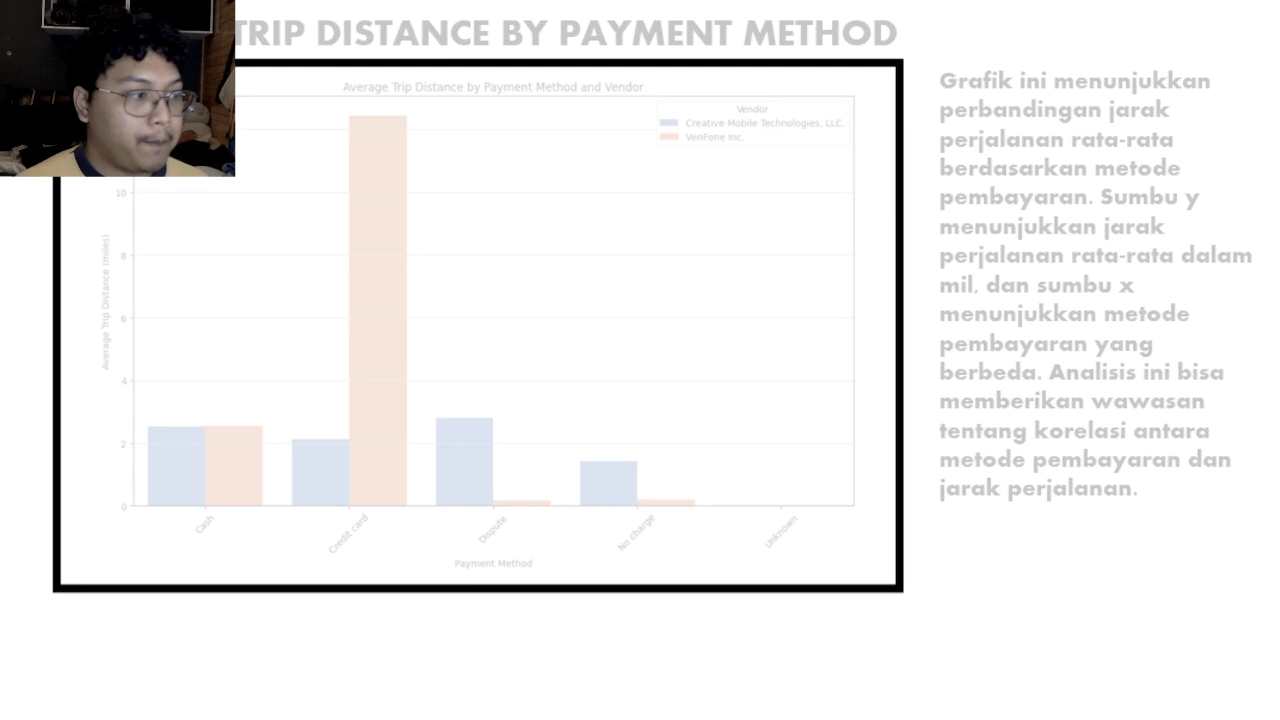 TRIP DISTANCE BY PAYMENT METHOD
Average Trip Distance by Payment Method and Vendor
Vendor
Creative Mobile Technologies, LLC.
VeriFone Inc.
10
8
6
4
2
0
Average Trip Distance (miles)
Cash
Credit card
Dispute
No charge
Unknown
Payment Method
Grafik ini menunjukkan
perbandingan jarak
perjalanan rata-rata
berdasarkan metode
pembayaran. Sumbu y
menunjukkan jarak
perjalanan rata-rata dalam
mil, dan sumbu x
menunjukkan metode
pembayaran yang
berbeda. Analisis ini bisa
memberikan wawasan
tentang korelasi antara
metode pembayaran dan
jarak perjalanan.